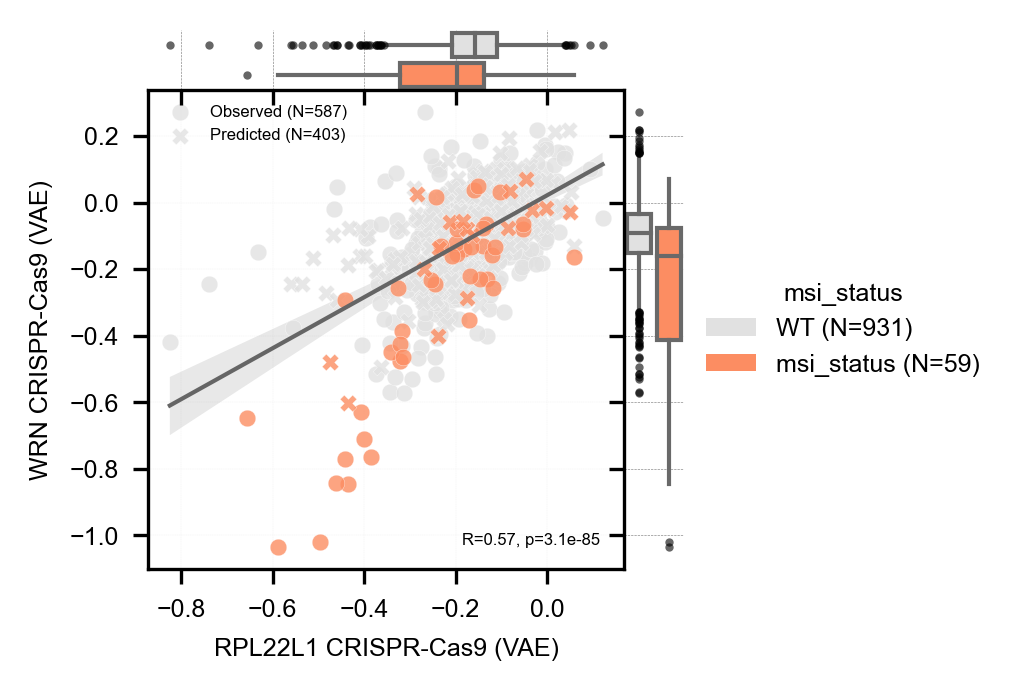 Observed (N=587)
Predicted (N=403)
0.2
0.0
−0.2
−0.4
−0.6
−0.8
−1.0
WRN CRISPR-Cas9 (VAE)
R=0.57, p=3.1e-85
−0.8 −0.6 −0.4 −0.2 0.0
RPL22L1 CRISPR-Cas9 (VAE)
msi_status
WT (N=931)
msi_status (N=59)